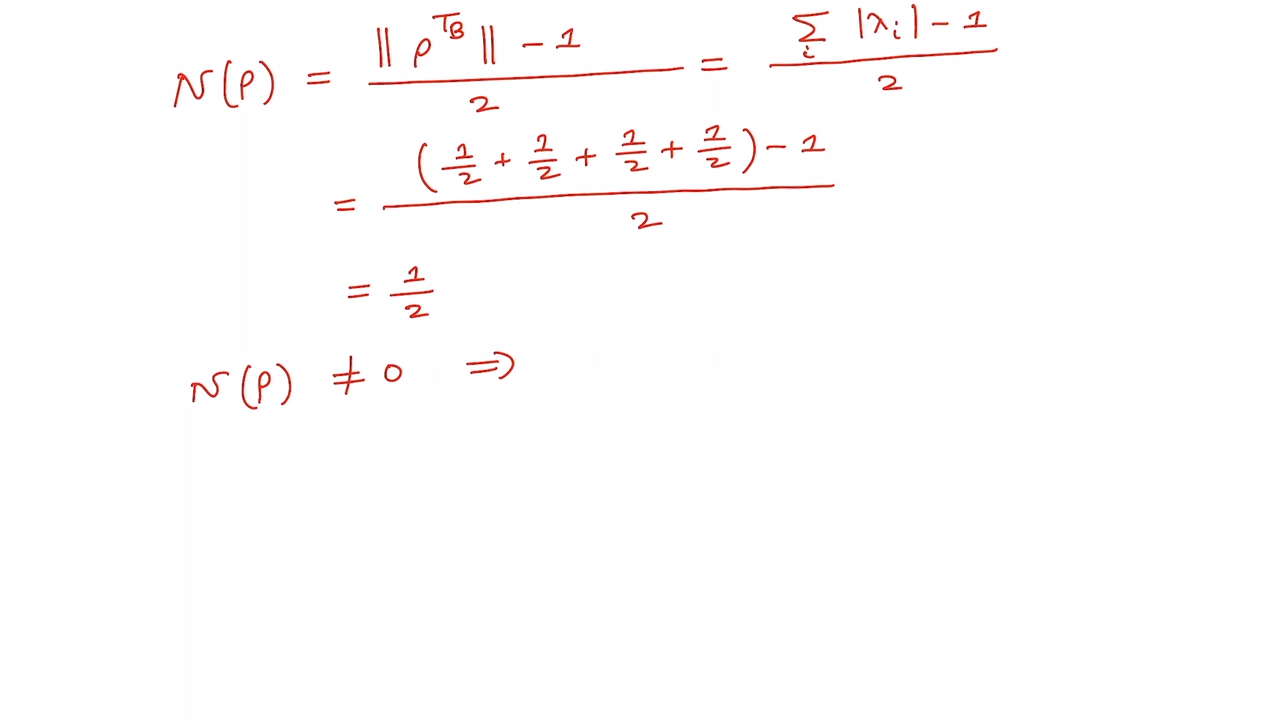 N(ρ) = (‖ ρ^{T_B} ‖ - 1) / 2 = (∑_i |λ_i| - 1) / 2
= ((1/2 + 1/2 + 1/2 + 1/2) - 1) / 2
= 1/2
N(ρ) ≠ 0 ⇒